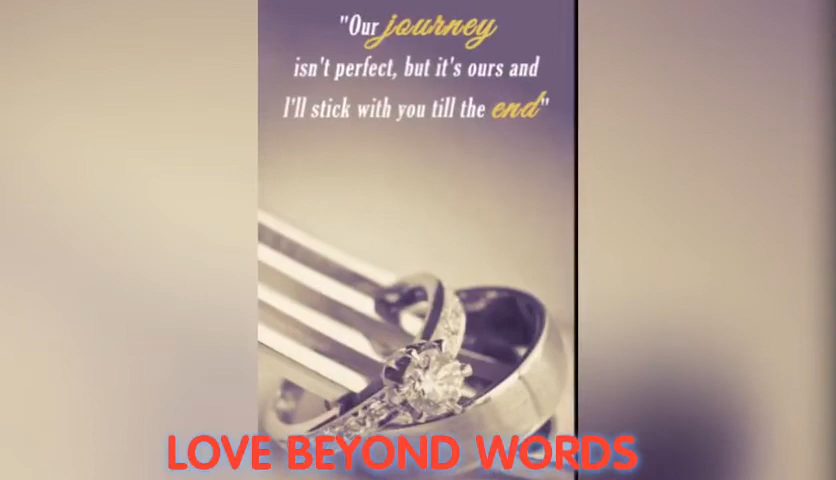 "Our journey
isn't perfect, but it's ours and
I'll stick with you till the end"
LOVE BEYOND WORDS